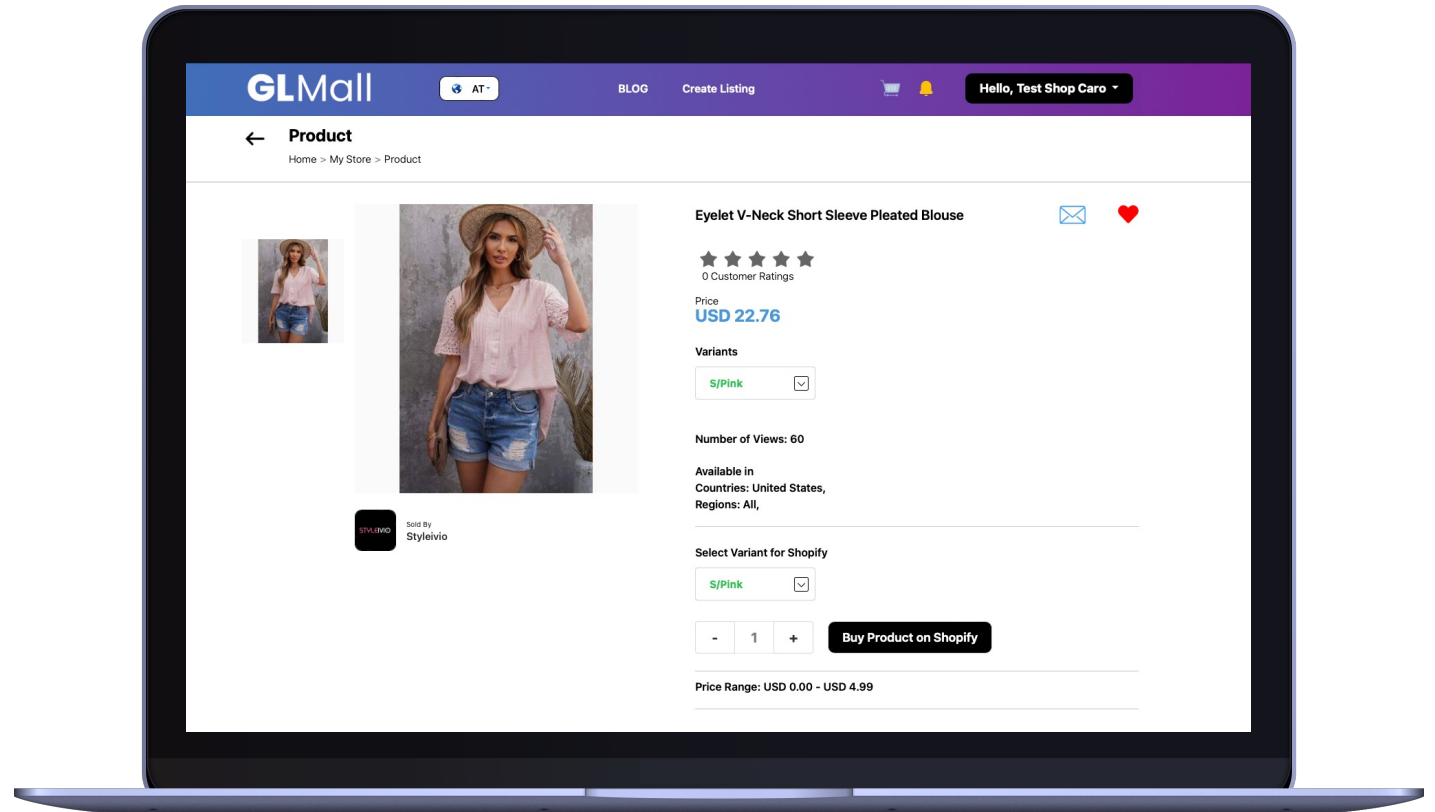 GLMall
AT
BLOG
Create Listing
Hello, Test Shop Caro
Product
Home > My Store > Product
Eyelet V-Neck Short Sleeve Pleated Blouse
0 Customer Ratings
Price
USD 22.76
Variants
S/Pink
Number of Views: 60
Available in
Countries: United States,
Regions: All,
STYLEIVIO
Sold By
Styleivio
Select Variant for Shopify
S/Pink
- 1 +
Buy Product on Shopify
Price Range: USD 0.00 - USD 4.99